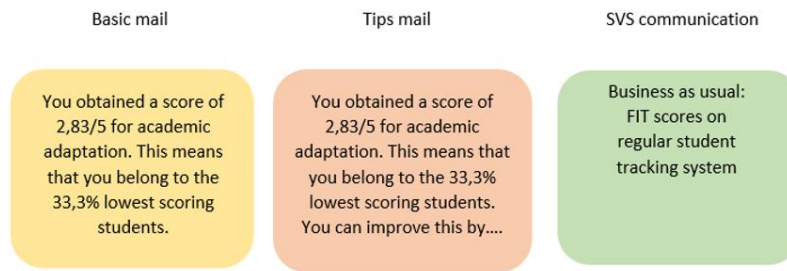 Basic mail
Tips mail
SVS communication
You obtained a score of
2,83/5 for academic
adaptation. This means
that you belong to the
33,3% lowest scoring
students.
You obtained a score of
2,83/5 for academic
adaptation. This means that
you belong to the 33,3%
lowest scoring students.
You can improve this by....
Business as usual:
FIT scores on
regular student
tracking system